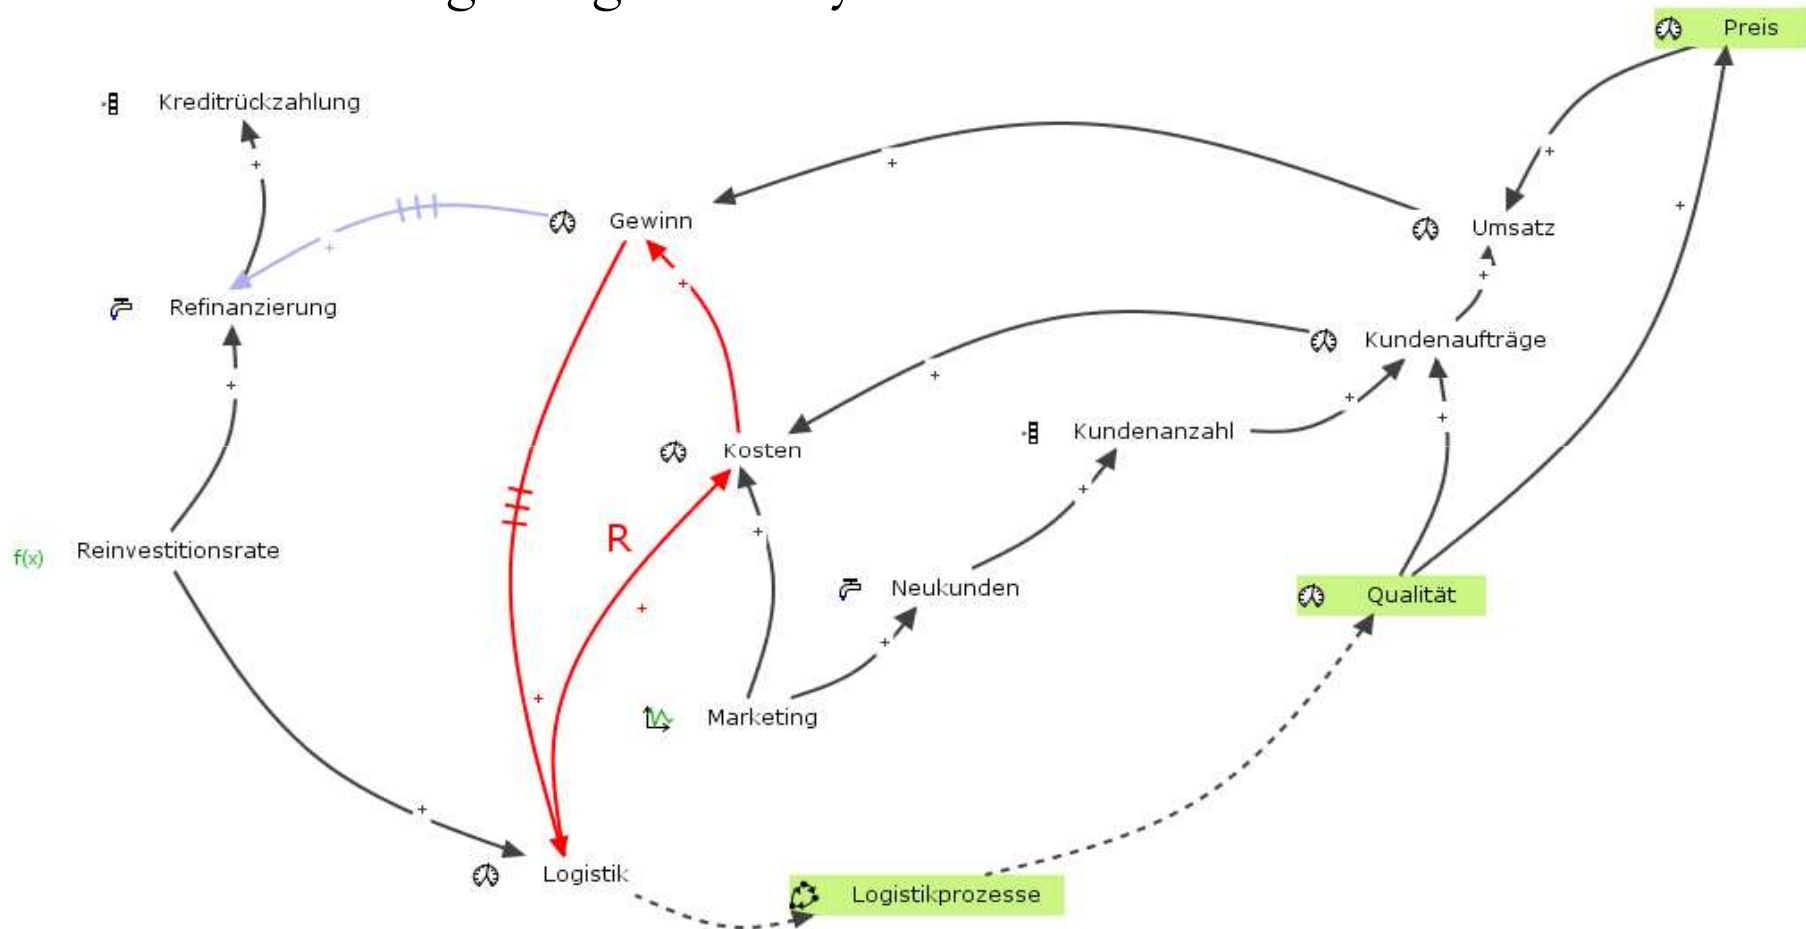 Preis
Kreditrückzahlung
+
+
+
+
Gewinn
Umsatz
+
+
+
Refinanzierung
Kundenaufträge
+
+
+
+
Kundenanzahl
Kosten
+
+
R
f(x)
Reinvestitionsrate
Neukunden
Qualität
+
+
+
Marketing
+
Logistik
Logistikprozesse